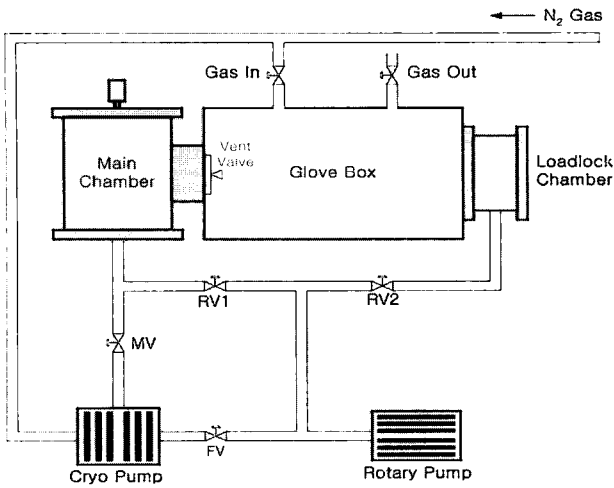 N₂ Gas
Gas In
Gas Out
Main
Chamber
Vent
Valve
Glove Box
Loadlock
Chamber
RV1
RV2
MV
FV
Cryo Pump
Rotary Pump